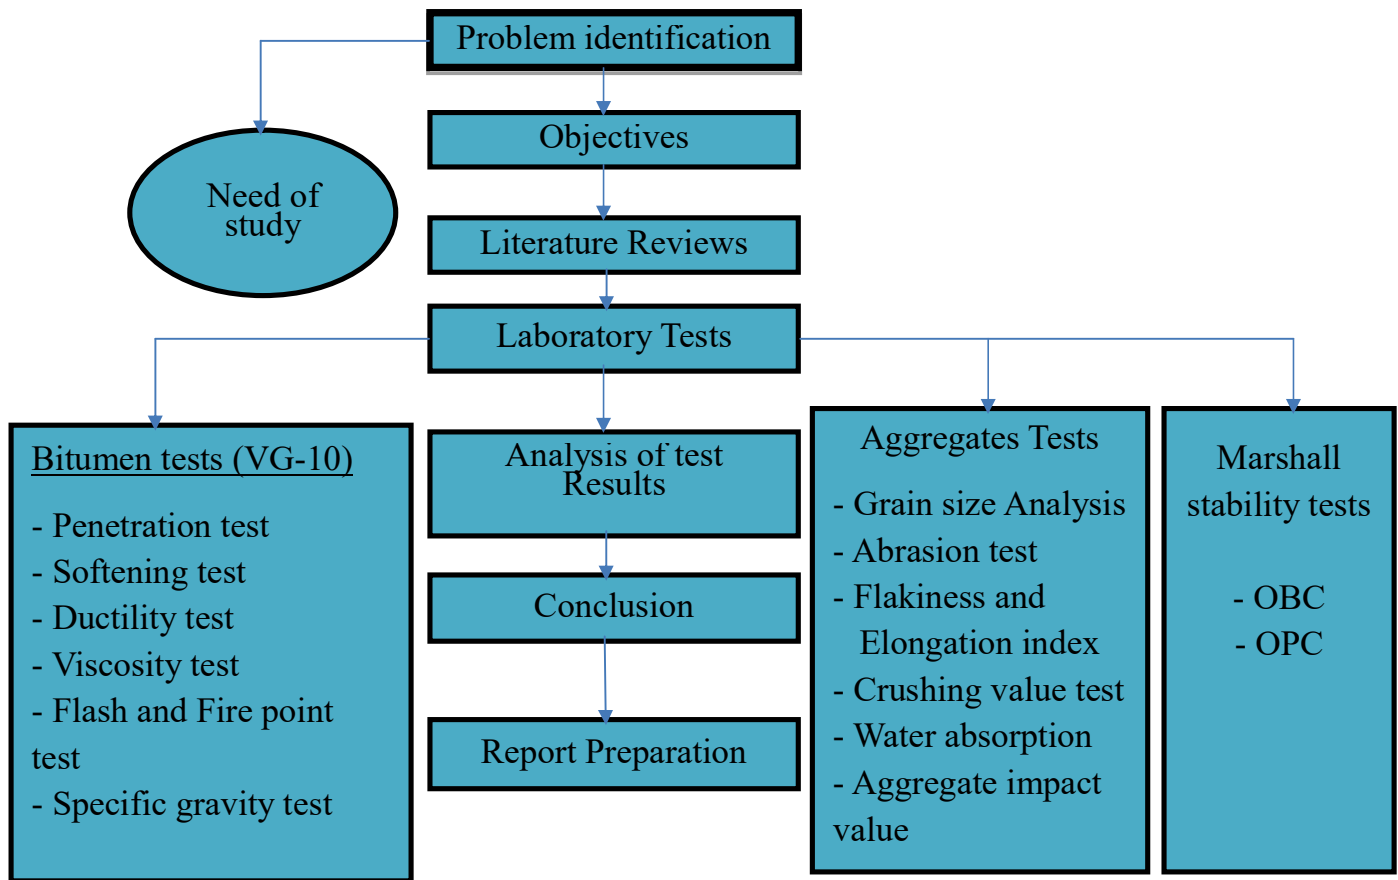 Problem identification
Objectives
Need of
study
Literature Reviews
Laboratory Tests
Bitumen tests (VG-10)
- Penetration test
- Softening test
- Ductility test
- Viscosity test
- Flash and Fire point
test
- Specific gravity test
Analysis of test
Results
Conclusion
Report Preparation
Aggregates Tests
- Grain size Analysis
- Abrasion test
- Flakiness and
Elongation index
- Crushing value test
- Water absorption
- Aggregate impact
value
Marshall
stability tests
- OBC
- OPC